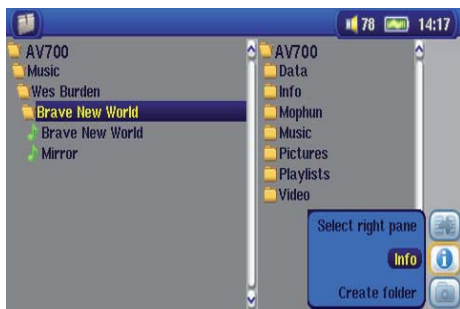 78 14:17
AV700
Music
Wes Burden
Brave New World
Brave New World
Mirror
AV700
Data
Info
Mophun
Music
Pictures
Playlists
Video
Select right pane
Info
Create folder